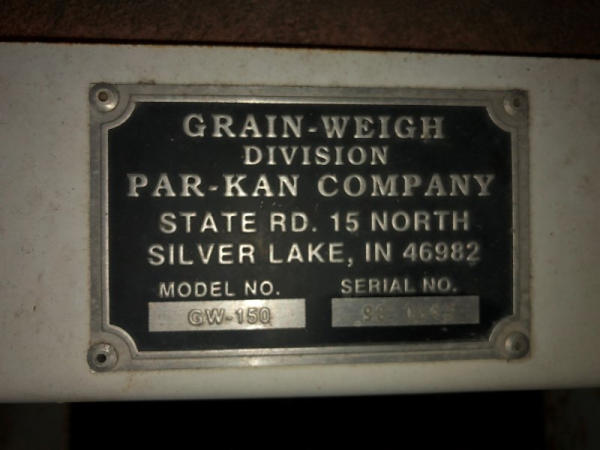 GRAIN-WEIGH
DIVISION
PAR-KAN COMPANY
STATE RD. 15 NORTH
SILVER LAKE, IN 46982
MODEL NO. SERIAL NO.
GW-150